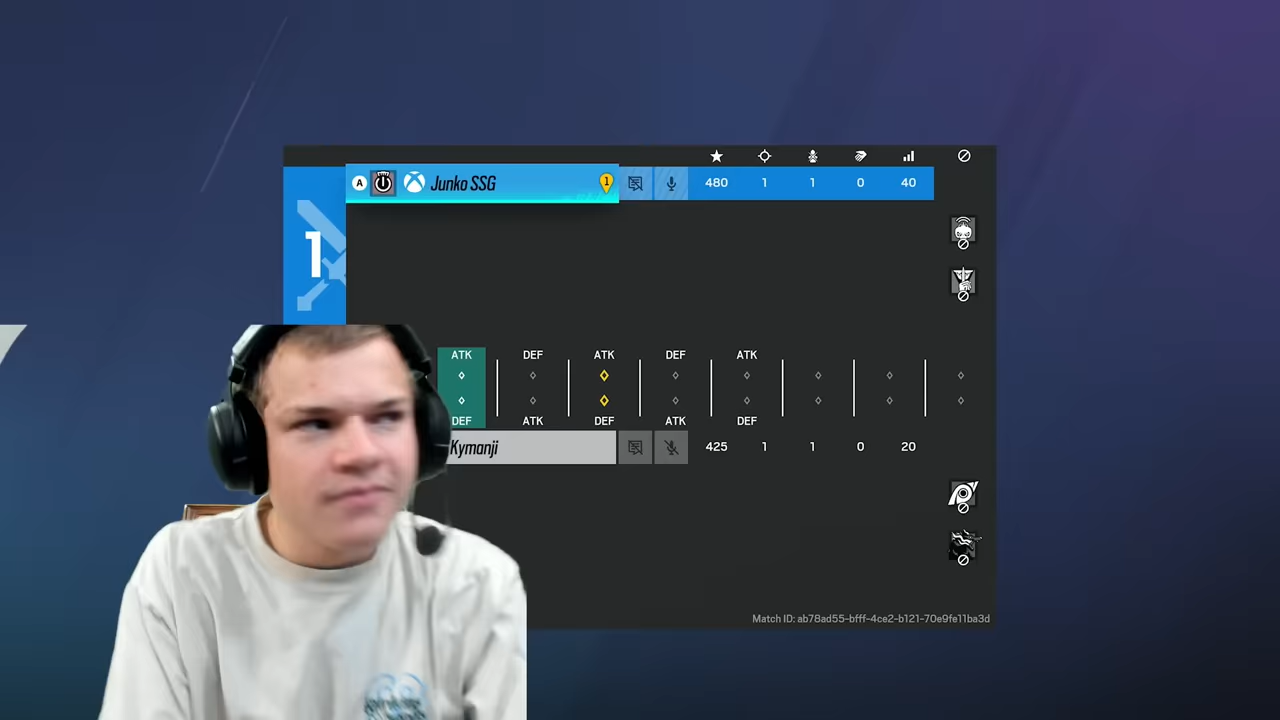 A Junko SSG 1 480 1 1 0 40
1
ATK DEF ATK DEF ATK
DEF ATK DEF ATK DEF
Kymanji 425 1 1 0 20
Match ID: ab78ad55-bfff-4ce2-b121-70e9fe11ba3d